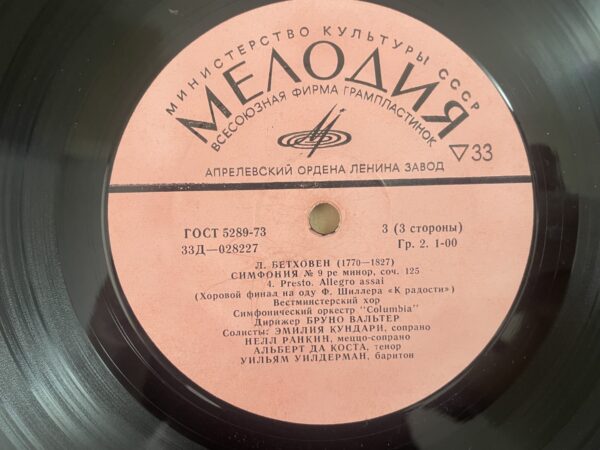 МИНИСТЕРСТВО КУЛЬТУРЫ СССР
МЕЛОДИЯ
ВСЕСОЮЗНАЯ ФИРМА ГРАМПЛАСТИНОК
33
АПРЕЛЕВСКИЙ ОРДЕНА ЛЕНИНА ЗАВОД
ГОСТ 5289-73
3 (3 стороны)
33Д—028227
Гр. 2. 1-00
Л. БЕТХОВЕН (1770—1827)
СИМФОНИЯ № 9 ре минор, соч. 125
4. Presto. Allegro assai
(Хоровой финал на оду Ф. Шиллера «К радости»)
Вестминстерский хор
Симфонический оркестр "Columbia"
Дирижер БРУНО ВАЛЬТЕР
Солисты: ЭМИЛИЯ КУНДАРИ, сопрано
НЕЛЛ РАНКИН, меццо-сопрано
АЛЬБЕРТ ДА КОСТА, тенор
УИЛЬЯМ УИЛДЕРМАН, баритон